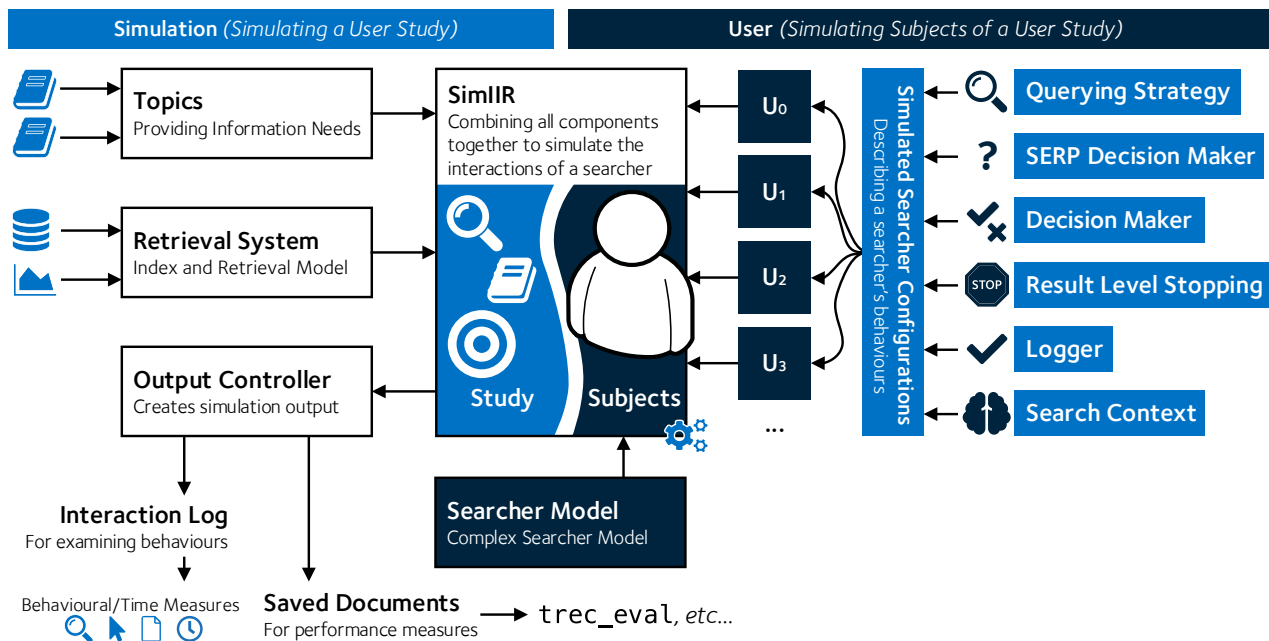 Simulation (Simulating a User Study)
User (Simulating Subjects of a User Study)
Topics
Providing Information Needs
Retrieval System
Index and Retrieval Model
Output Controller
Creates simulation output
Interaction Log
For examining behaviours
Behavioural/Time Measures
Saved Documents
For performance measures
trec_eval, etc...
SimIIR
Combining all components
together to simulate the
interactions of a searcher
Study
Subjects
Searcher Model
Complex Searcher Model
U0
U1
U2
U3
...
Simulated Searcher Configurations
Describing a searcher's behaviours
Querying Strategy
? SERP Decision Maker
Decision Maker
STOP Result Level Stopping
Logger
Search Context